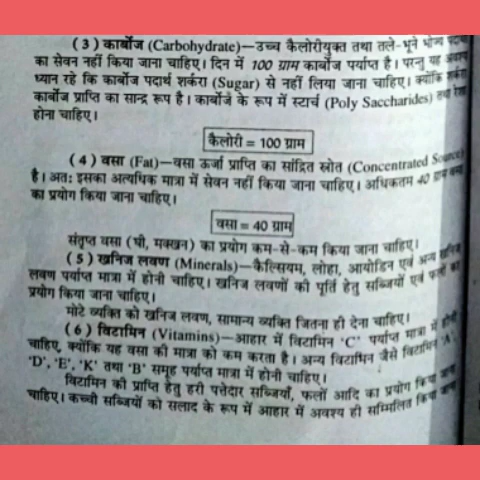 (3) कार्बोज (Carbohydrate)—उच्च कैलोरीयुक्त तथा तले-भूने भोज्य
का सेवन नहीं किया जाना चाहिए। दिन में 100 ग्राम कार्बोज पर्याप्त है। परन्तु यह
ध्यान रहे कि कार्बोज पदार्थ शर्करा (Sugar) से नहीं लिया जाना चाहिए। क्योंकि शर्करा
कार्बोज प्राप्ति का सान्द्र रूप है। कार्बोज के रूप में स्टार्च (Poly Saccharides) तथा
होना चाहिए।
कैलोरी = 100 ग्राम
(4) वसा (Fat)—वसा ऊर्जा प्राप्ति का सांद्रित स्रोत (Concentrated Source)
है। अतः इसका अत्यधिक मात्रा में सेवन नहीं किया जाना चाहिए। अधिकतम 40 ग्राम वसा
का प्रयोग किया जाना चाहिए।
वसा = 40 ग्राम
संतृप्त वसा (घी, मक्खन) का प्रयोग कम-से-कम किया जाना चाहिए।
(5) खनिज लवण (Minerals)—कैल्सियम, लोहा, आयोडिन एवं अन्य खनिज
लवण पर्याप्त मात्रा में होनी चाहिए। खनिज लवणों की पूर्ति हेतु सब्जियों एवं फलों का
प्रयोग किया जाना चाहिए।
मोटे व्यक्ति को खनिज लवण, सामान्य व्यक्ति जितना ही देना चाहिए।
(6) विटामिन (Vitamins)—आहार में विटामिन 'C' पर्याप्त मात्रा में होनी
चाहिए, क्योंकि यह वसा की मात्रा को कम करता है। अन्य विटामिन जैसे विटामिन 'A',
'D', 'E', 'K' तथा 'B' समूह पर्याप्त मात्रा में होनी चाहिए।
विटामिन की प्राप्ति हेतु हरी पत्तेदार सब्जियाँ, फलों आदि का प्रयोग किया जाना
चाहिए। कच्ची सब्जियों को सलाद के रूप में आहार में अवश्य ही सम्मिलित किया जाना